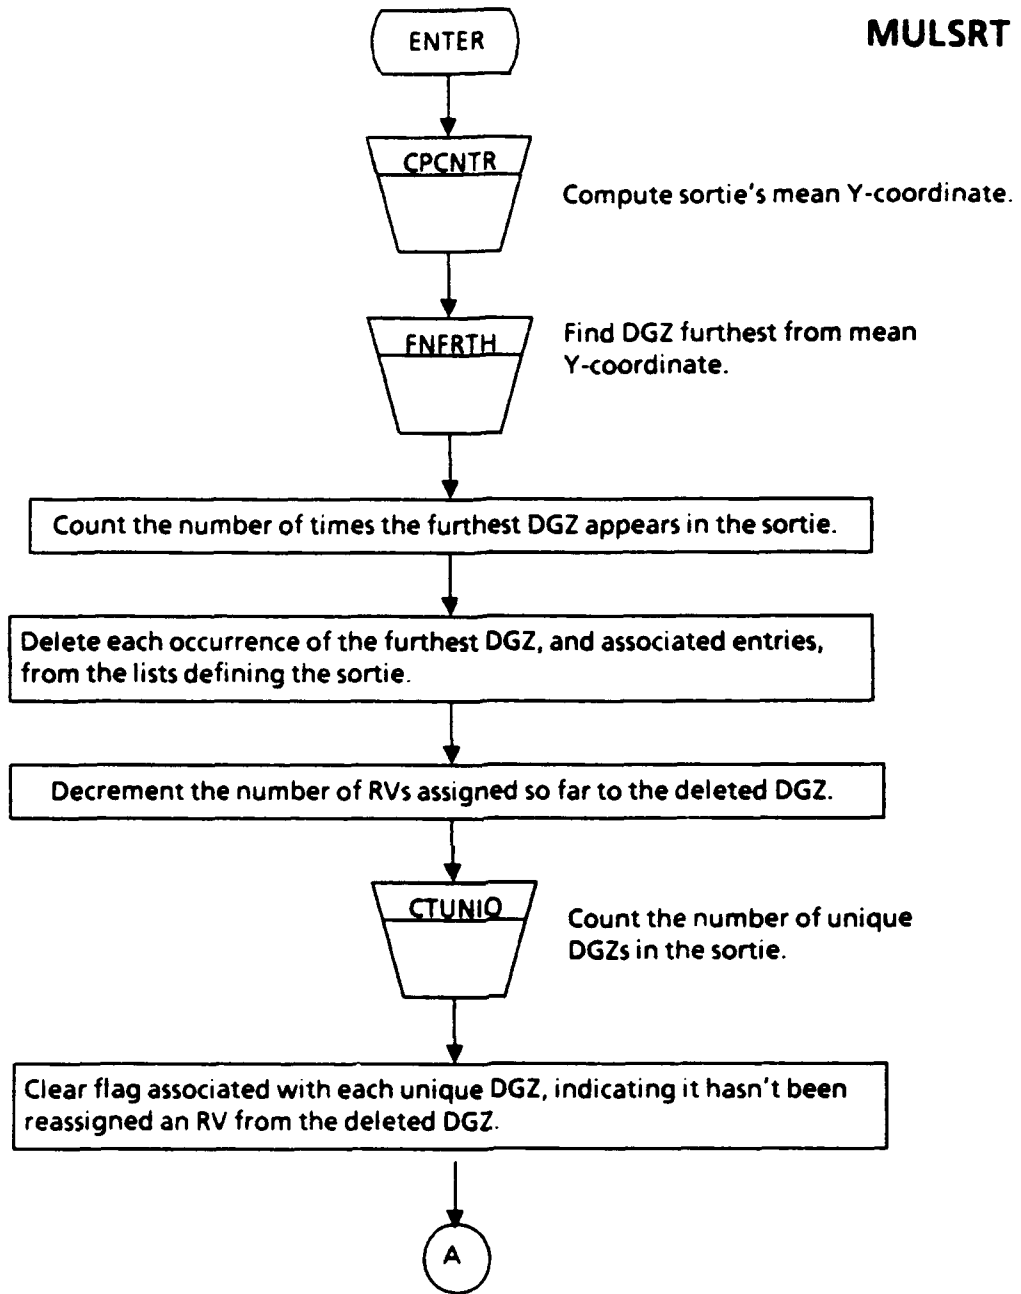 MULSRT
ENTER
CPCNTR
Compute sortie's mean Y-coordinate.
FNFRTH
Find DGZ furthest from mean
Y-coordinate.
Count the number of times the furthest DGZ appears in the sortie.
Delete each occurrence of the furthest DGZ, and associated entries,
from the lists defining the sortie.
Decrement the number of RVs assigned so far to the deleted DGZ.
CTUNIQ
Count the number of unique
DGZs in the sortie.
Clear flag associated with each unique DGZ, indicating it hasn't been
reassigned an RV from the deleted DGZ.
A